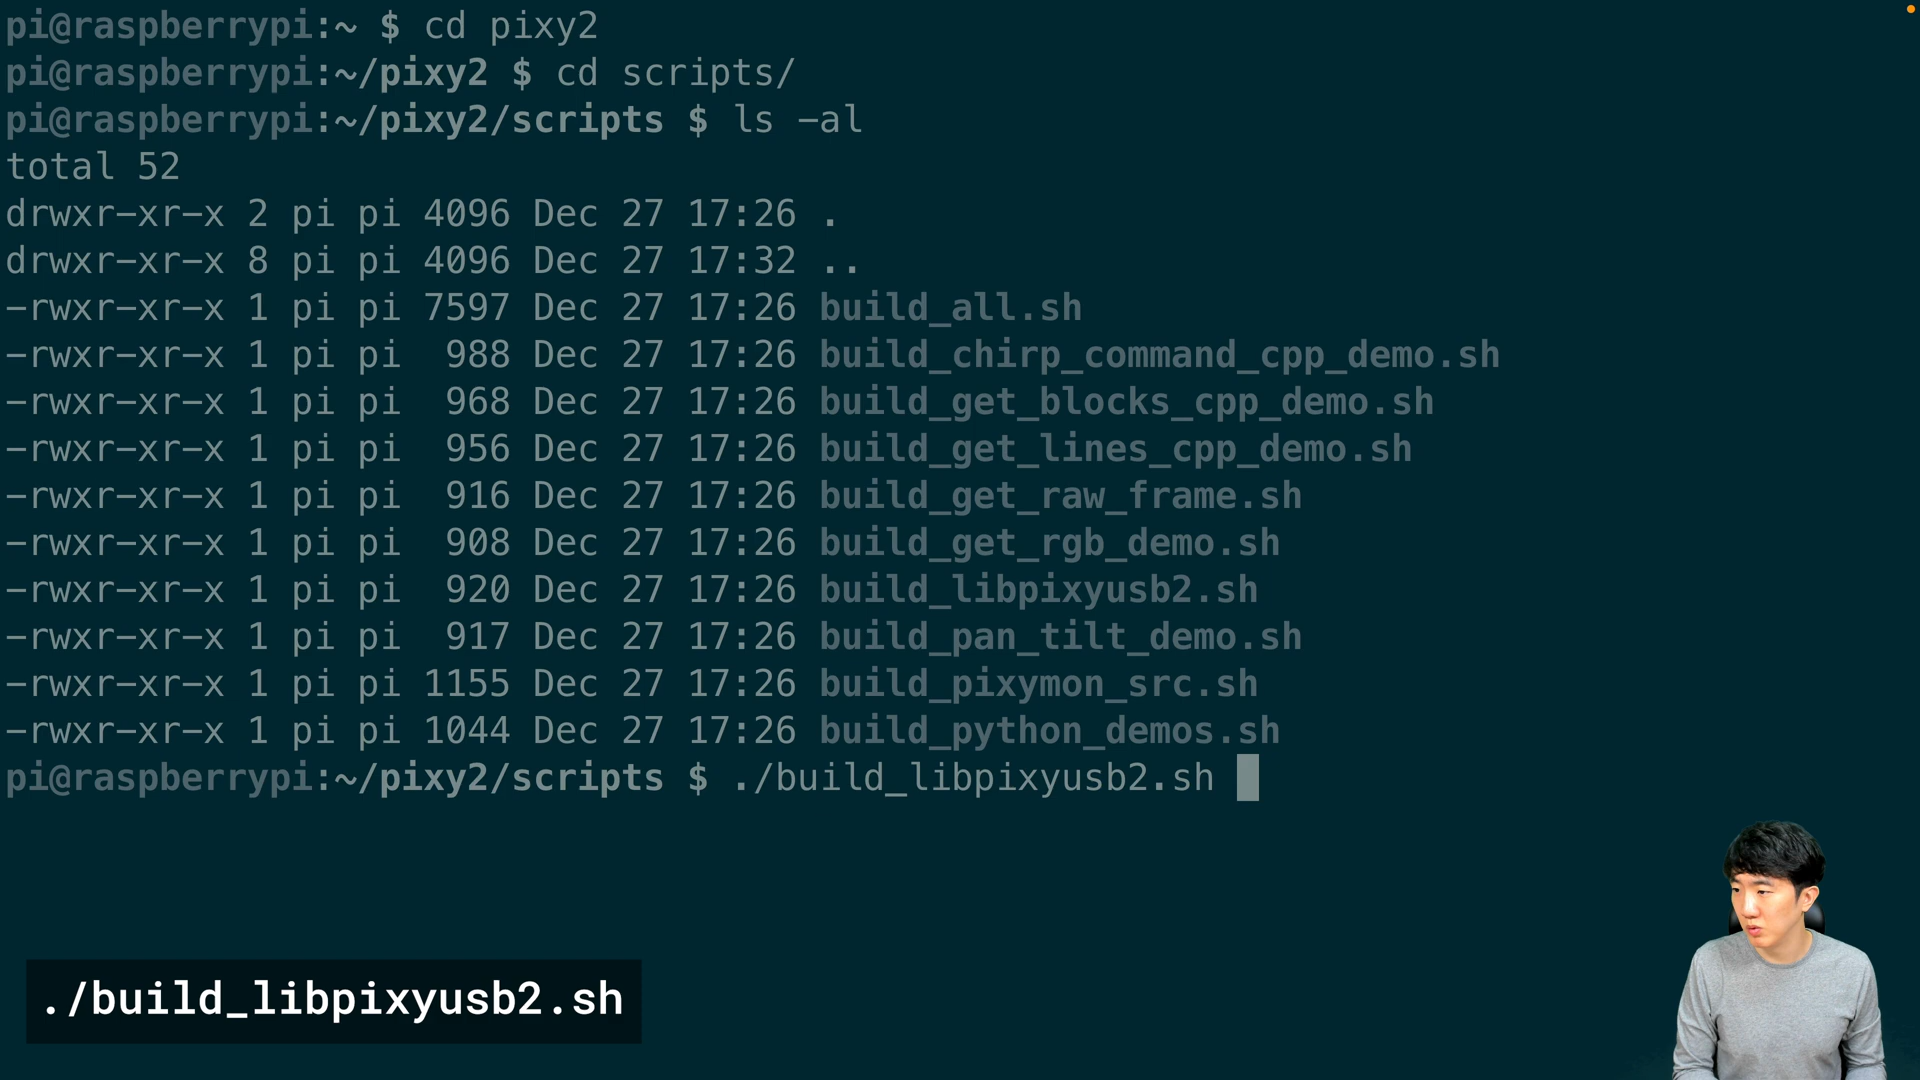 pi@raspberrypi:~ $ cd pixy2
pi@raspberrypi:~/pixy2 $ cd scripts/
pi@raspberrypi:~/pixy2/scripts $ ls -al
total 52
drwxr-xr-x 2 pi pi 4096 Dec 27 17:26 .
drwxr-xr-x 8 pi pi 4096 Dec 27 17:32 ..
-rwxr-xr-x 1 pi pi 7597 Dec 27 17:26 build_all.sh
-rwxr-xr-x 1 pi pi  988 Dec 27 17:26 build_chirp_command_cpp_demo.sh
-rwxr-xr-x 1 pi pi  968 Dec 27 17:26 build_get_blocks_cpp_demo.sh
-rwxr-xr-x 1 pi pi  956 Dec 27 17:26 build_get_lines_cpp_demo.sh
-rwxr-xr-x 1 pi pi  916 Dec 27 17:26 build_get_raw_frame.sh
-rwxr-xr-x 1 pi pi  908 Dec 27 17:26 build_get_rgb_demo.sh
-rwxr-xr-x 1 pi pi  920 Dec 27 17:26 build_libpixyusb2.sh
-rwxr-xr-x 1 pi pi  917 Dec 27 17:26 build_pan_tilt_demo.sh
-rwxr-xr-x 1 pi pi 1155 Dec 27 17:26 build_pixymon_src.sh
-rwxr-xr-x 1 pi pi 1044 Dec 27 17:26 build_python_demos.sh
pi@raspberrypi:~/pixy2/scripts $ ./build_libpixyusb2.sh
./build_libpixyusb2.sh